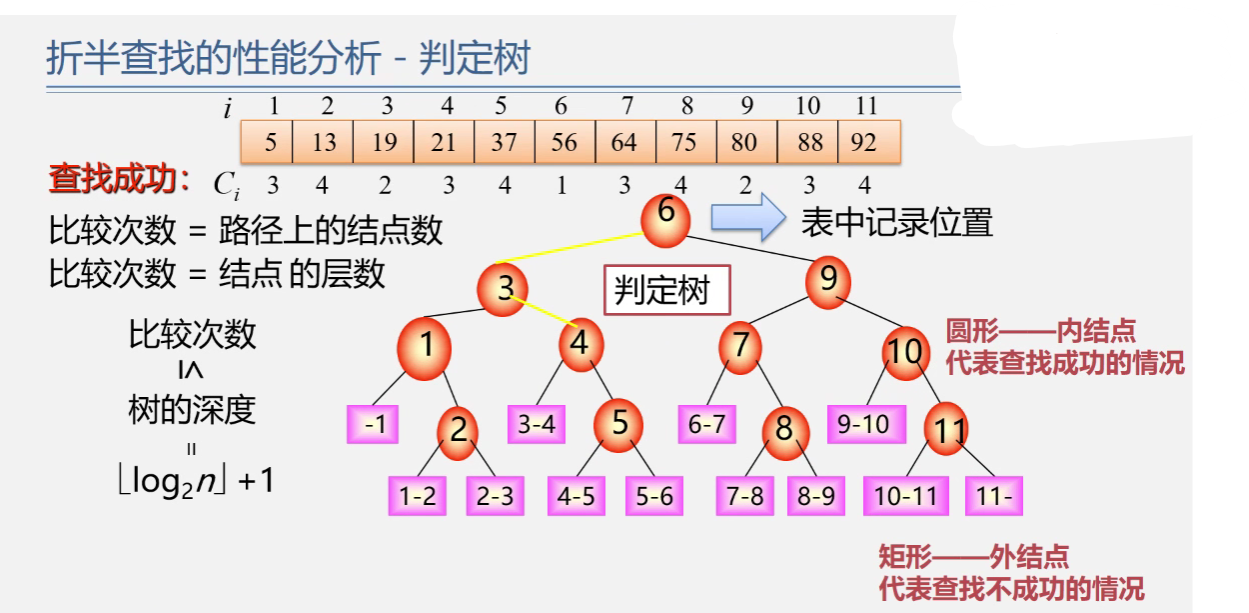 折半查找的性能分析 - 判定树
i 1 2 3 4 5 6 7 8 9 10 11
5 13 19 21 37 56 64 75 80 88 92
查找成功: Ci 3 4 2 3 4 1 3 4 2 3 4
比较次数 = 路径上的结点数
6
表中记录位置
比较次数 = 结点 的层数
3
判定树
9
比较次数
1
4
7
10
圆形——内结点
代表查找成功的情况
≤
树的深度
-1
2
3-4
5
6-7
8
9-10
11
=
⌊log₂n⌋ +1
1-2
2-3
4-5
5-6
7-8
8-9
10-11
11-
矩形——外结点
代表查找不成功的情况